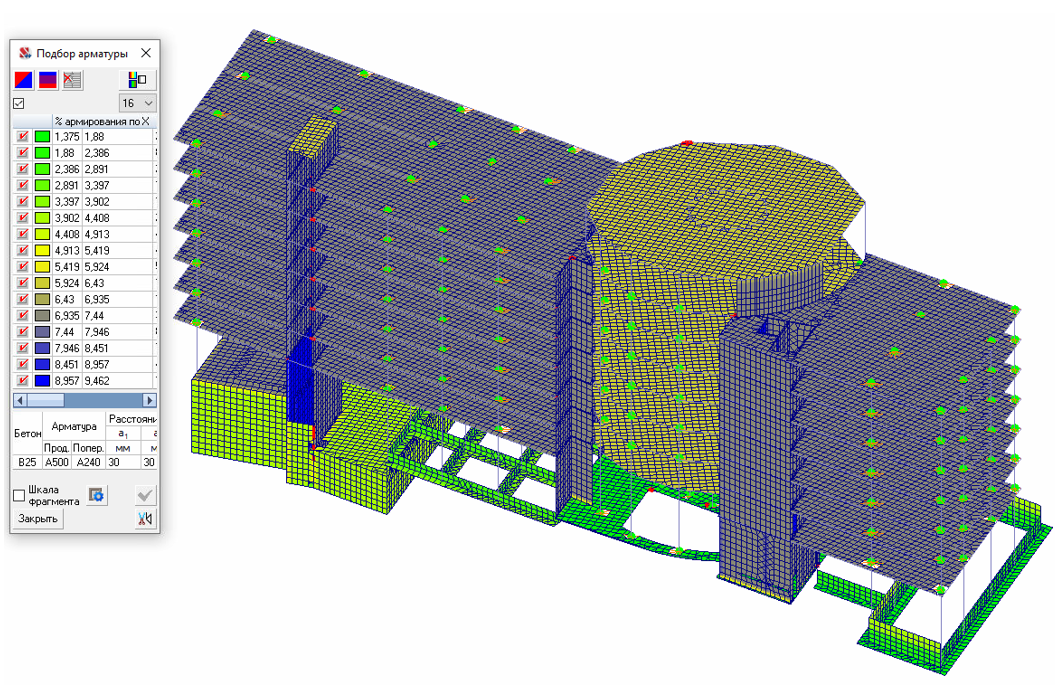 Подбор арматуры
16
% армирования по X
1,375 1,88
1,88 2,386
2,386 2,891
2,891 3,397
3,397 3,902
3,902 4,408
4,408 4,913
4,913 5,419
5,419 5,924
5,924 6,43
6,43 6,935
6,935 7,44
7,44 7,946
7,946 8,451
8,451 8,957
8,957 9,462
Бетон Арматура Расстояни
a1
Прод. Попер. мм
B25 A500 A240 30 30
Шкала
фрагмента
Закрыть